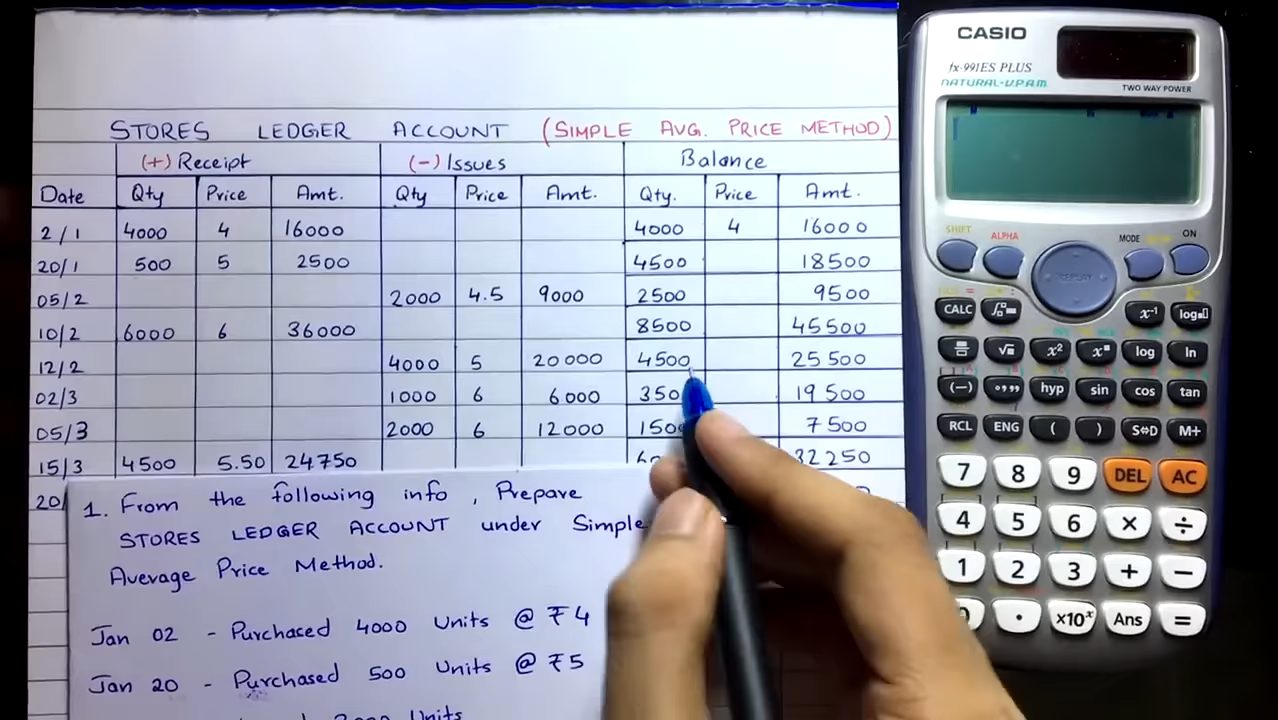 STORES LEDGER ACCOUNT (SIMPLE AVG. PRICE METHOD)
(+) Receipt (-) Issues Balance
Date Qty Price Amt. Qty Price Amt. Qty. Price Amt.
2/1 4000 4 16000 4000 4 16000
20/1 500 5 2500 4500 18500
05/2 2000 4.5 9000 2500 9500
10/2 6000 6 36000 8500 45500
12/2 4000 5 20000 4500 25500
02/3 1000 6 6000 350 19500
05/3 2000 6 12000 150 7500
15/3 4500 5.50 24750 32250
20/
1. From the following info, Prepare
STORES LEDGER ACCOUNT under Simple
Average Price Method.
Jan 02 - Purchased 4000 Units @ ₹4
Jan 20 - Purchased 500 Units @ ₹5
Units
CASIO
fx-991ES PLUS
NATURAL-V.P.A.M.
TWO WAY POWER
SHIFT ALPHA MODE ON
REPLAY
CALC ∫ x⁻¹ log
√ x² x^■ log ln
(−) °,,, hyp sin cos tan
RCL ENG ( ) S⇔D M+
7 8 9 DEL AC
4 5 6 × ÷
1 2 3 + −
• ×10ˣ Ans =